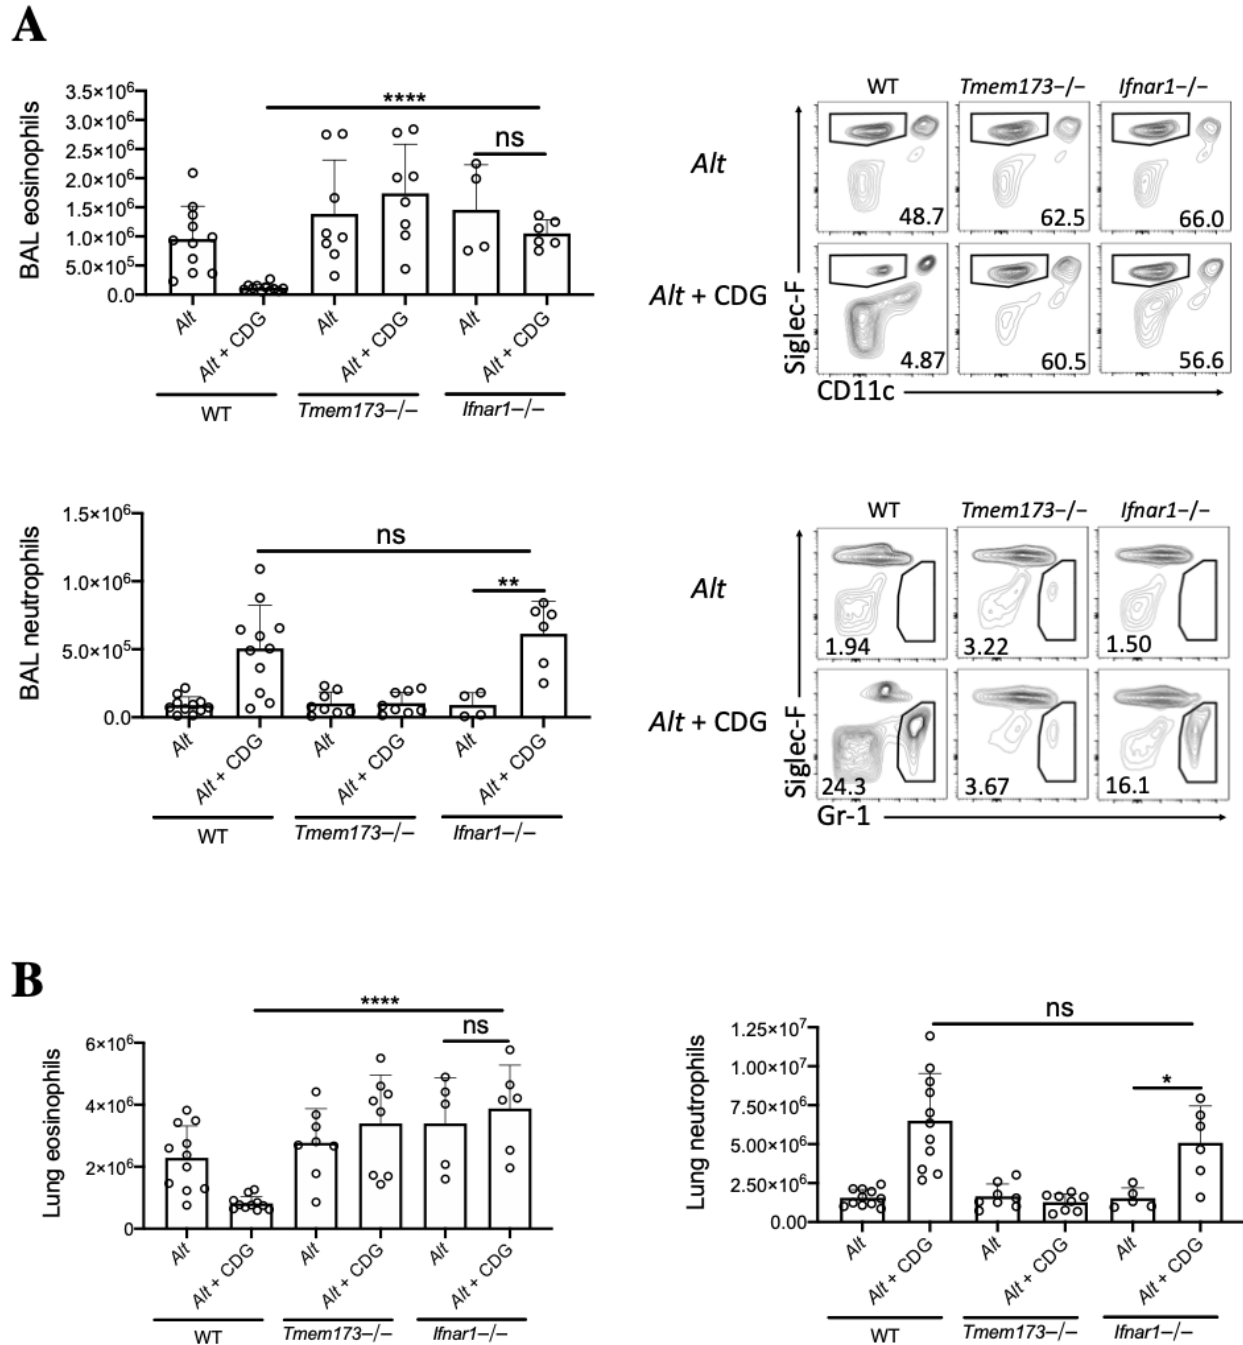 A
BAL eosinophils
3.5×10⁶
3.0×10⁶
2.5×10⁶
2.0×10⁶
1.5×10⁶
1.0×10⁶
5.0×10⁵
0.0
****
ns
Alt
Alt + CDG
Alt
Alt + CDG
Alt
Alt + CDG
WT
Tmem173–/–
Ifnar1–/–
WT
Tmem173–/–
Ifnar1–/–
Alt
48.7
62.5
66.0
Alt + CDG
4.87
60.5
56.6
Siglec-F
CD11c
BAL neutrophils
1.5×10⁶
1.0×10⁶
5.0×10⁵
0.0
ns
**
Alt
Alt + CDG
Alt
Alt + CDG
Alt
Alt + CDG
WT
Tmem173–/–
Ifnar1–/–
WT
Tmem173–/–
Ifnar1–/–
Alt
1.94
3.22
1.50
Alt + CDG
24.3
3.67
16.1
Siglec-F
Gr-1
B
Lung eosinophils
6×10⁶
4×10⁶
2×10⁶
0
****
ns
Alt
Alt + CDG
Alt
Alt + CDG
Alt
Alt + CDG
WT
Tmem173–/–
Ifnar1–/–
Lung neutrophils
1.25×10⁷
1.00×10⁷
7.50×10⁶
5.00×10⁶
2.50×10⁶
0.00
ns
*
Alt
Alt + CDG
Alt
Alt + CDG
Alt
Alt + CDG
WT
Tmem173–/–
Ifnar1–/–